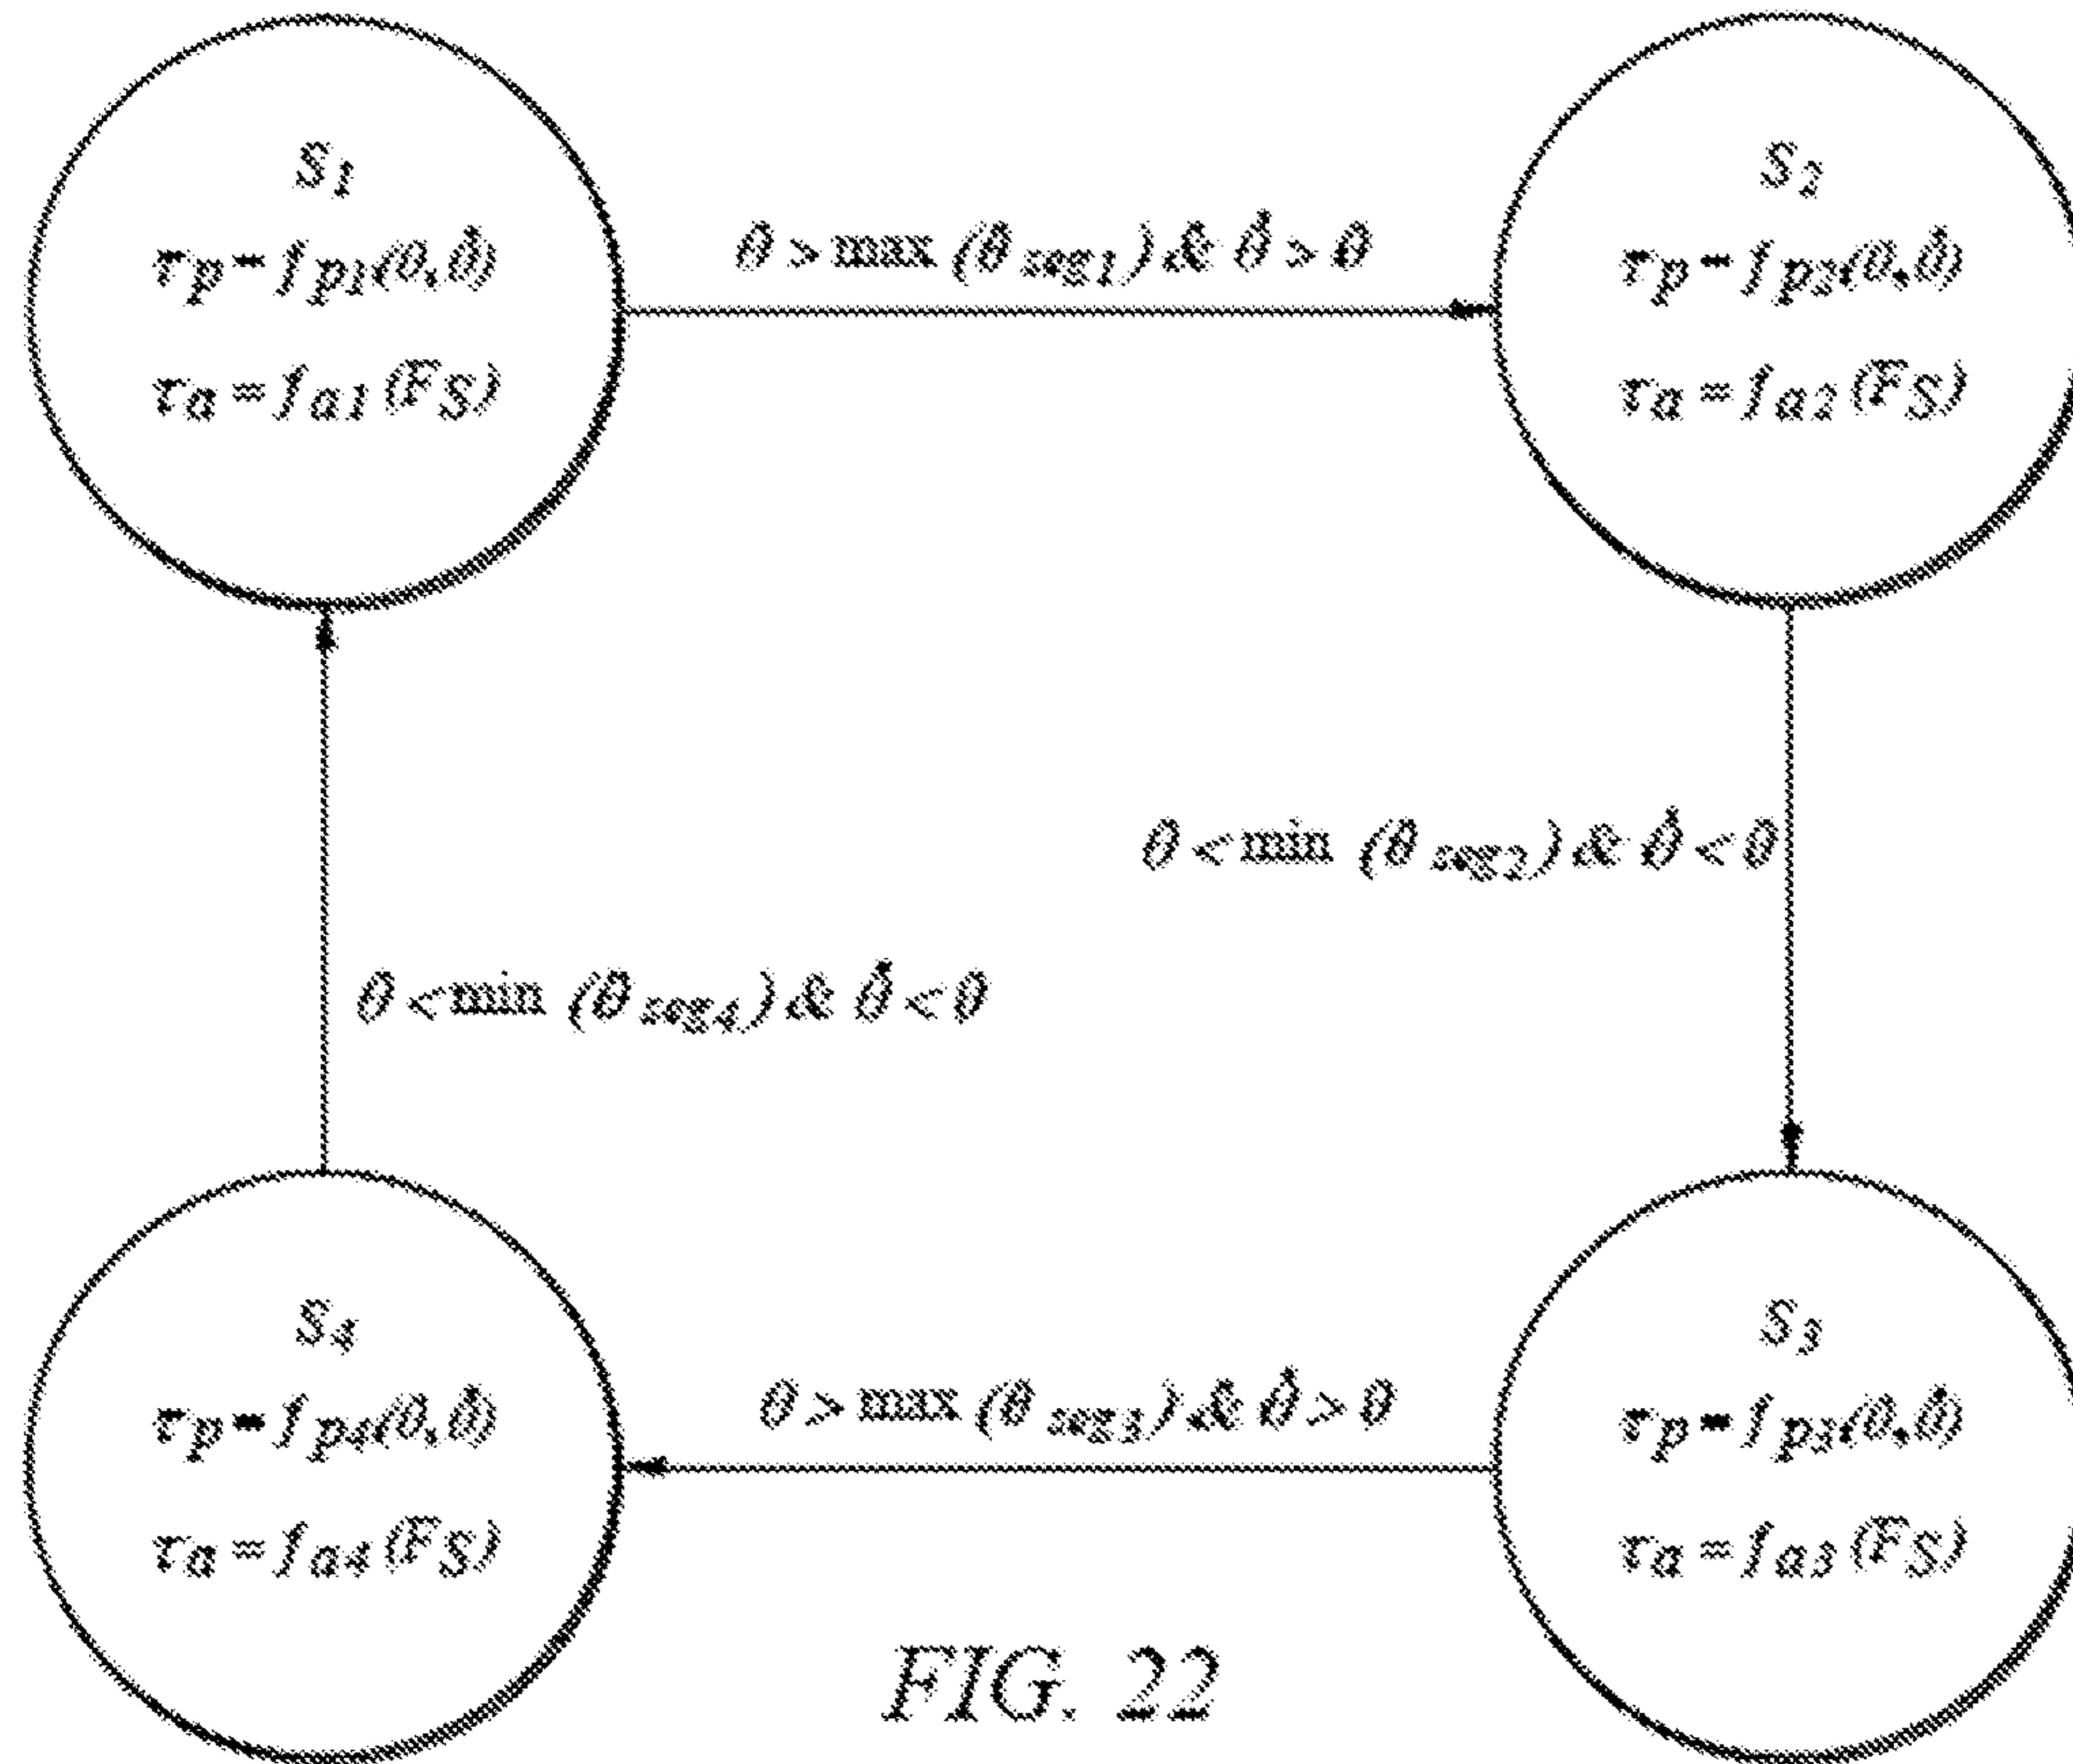 S1
τp=fp1(θ,θ̇)
τa=fa1(FS)
θ>max (θseg1) & θ̇>0
S2
τp=fp2(θ,θ̇)
τa=fa2(FS)
θ<min (θseg2) & θ̇<0
θ<min (θseg4) & θ̇<0
S4
τp=fp4(θ,θ̇)
τa=fa4(FS)
θ>max (θseg3) & θ̇>0
S3
τp=fp3(θ,θ̇)
τa=fa3(FS)
FIG. 22